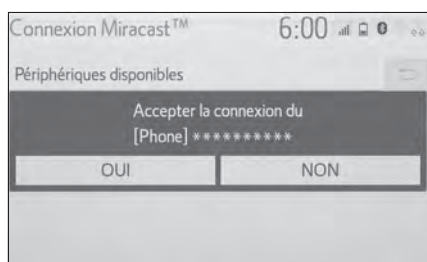 Connexion Miracast™ 6:00
Périphériques disponibles
Accepter la connexion du
[Phone] **********
OUI NON